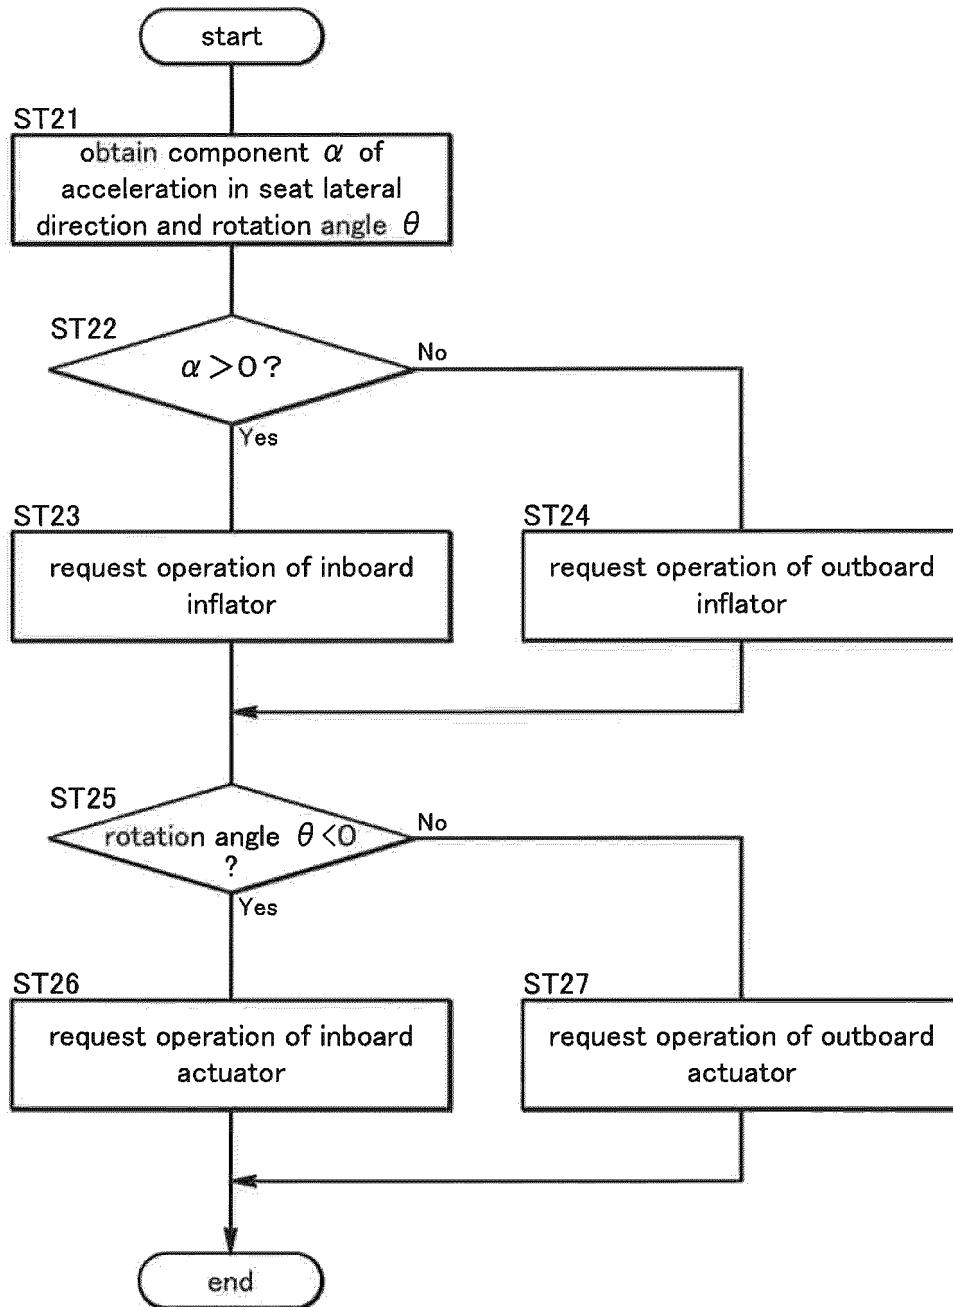 start
ST21
obtain component α of
acceleration in seat lateral
direction and rotation angle θ
ST22
α>0?
No
Yes
ST23
request operation of inboard
inflator
ST24
request operation of outboard
inflator
ST25
rotation angle θ<0
?
No
Yes
ST26
request operation of inboard
actuator
ST27
request operation of outboard
actuator
end